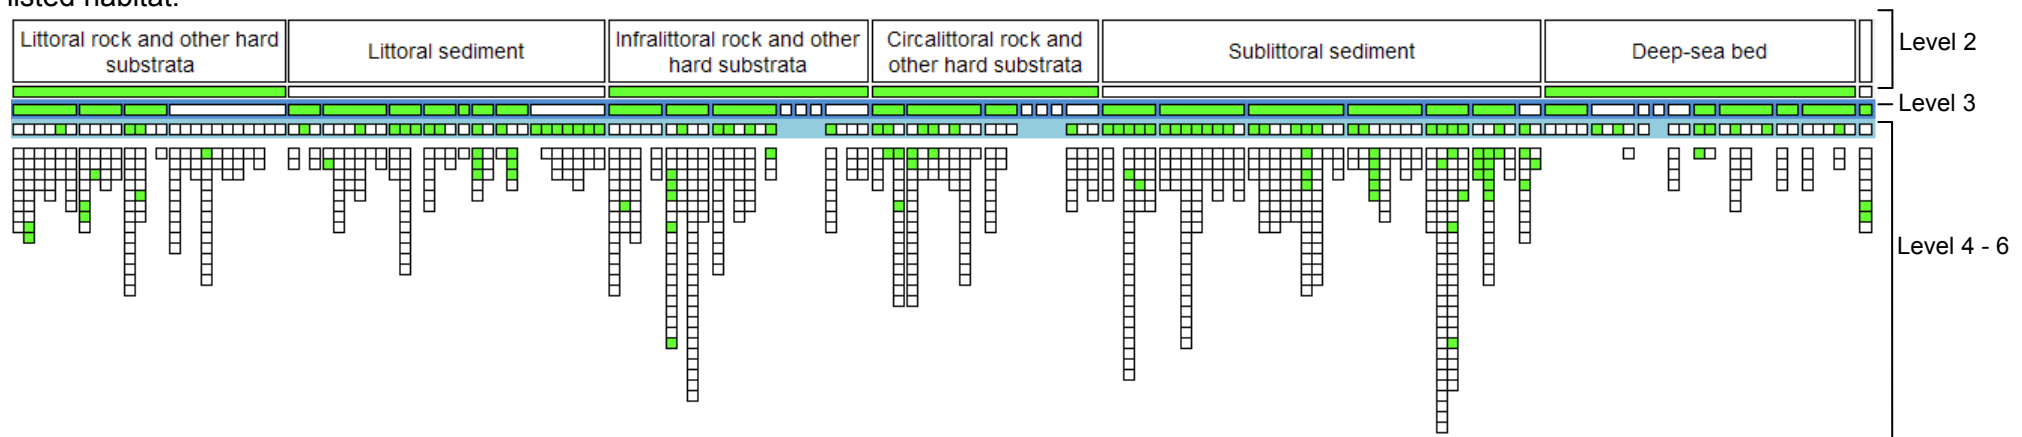 listed habitat.
Littoral rock and other hard
substrata
Littoral sediment
Infralittoral rock and other
hard substrata
Circalittoral rock and
other hard substrata
Sublittoral sediment
Deep-sea bed
Level 2
Level 3
Level 4 - 6